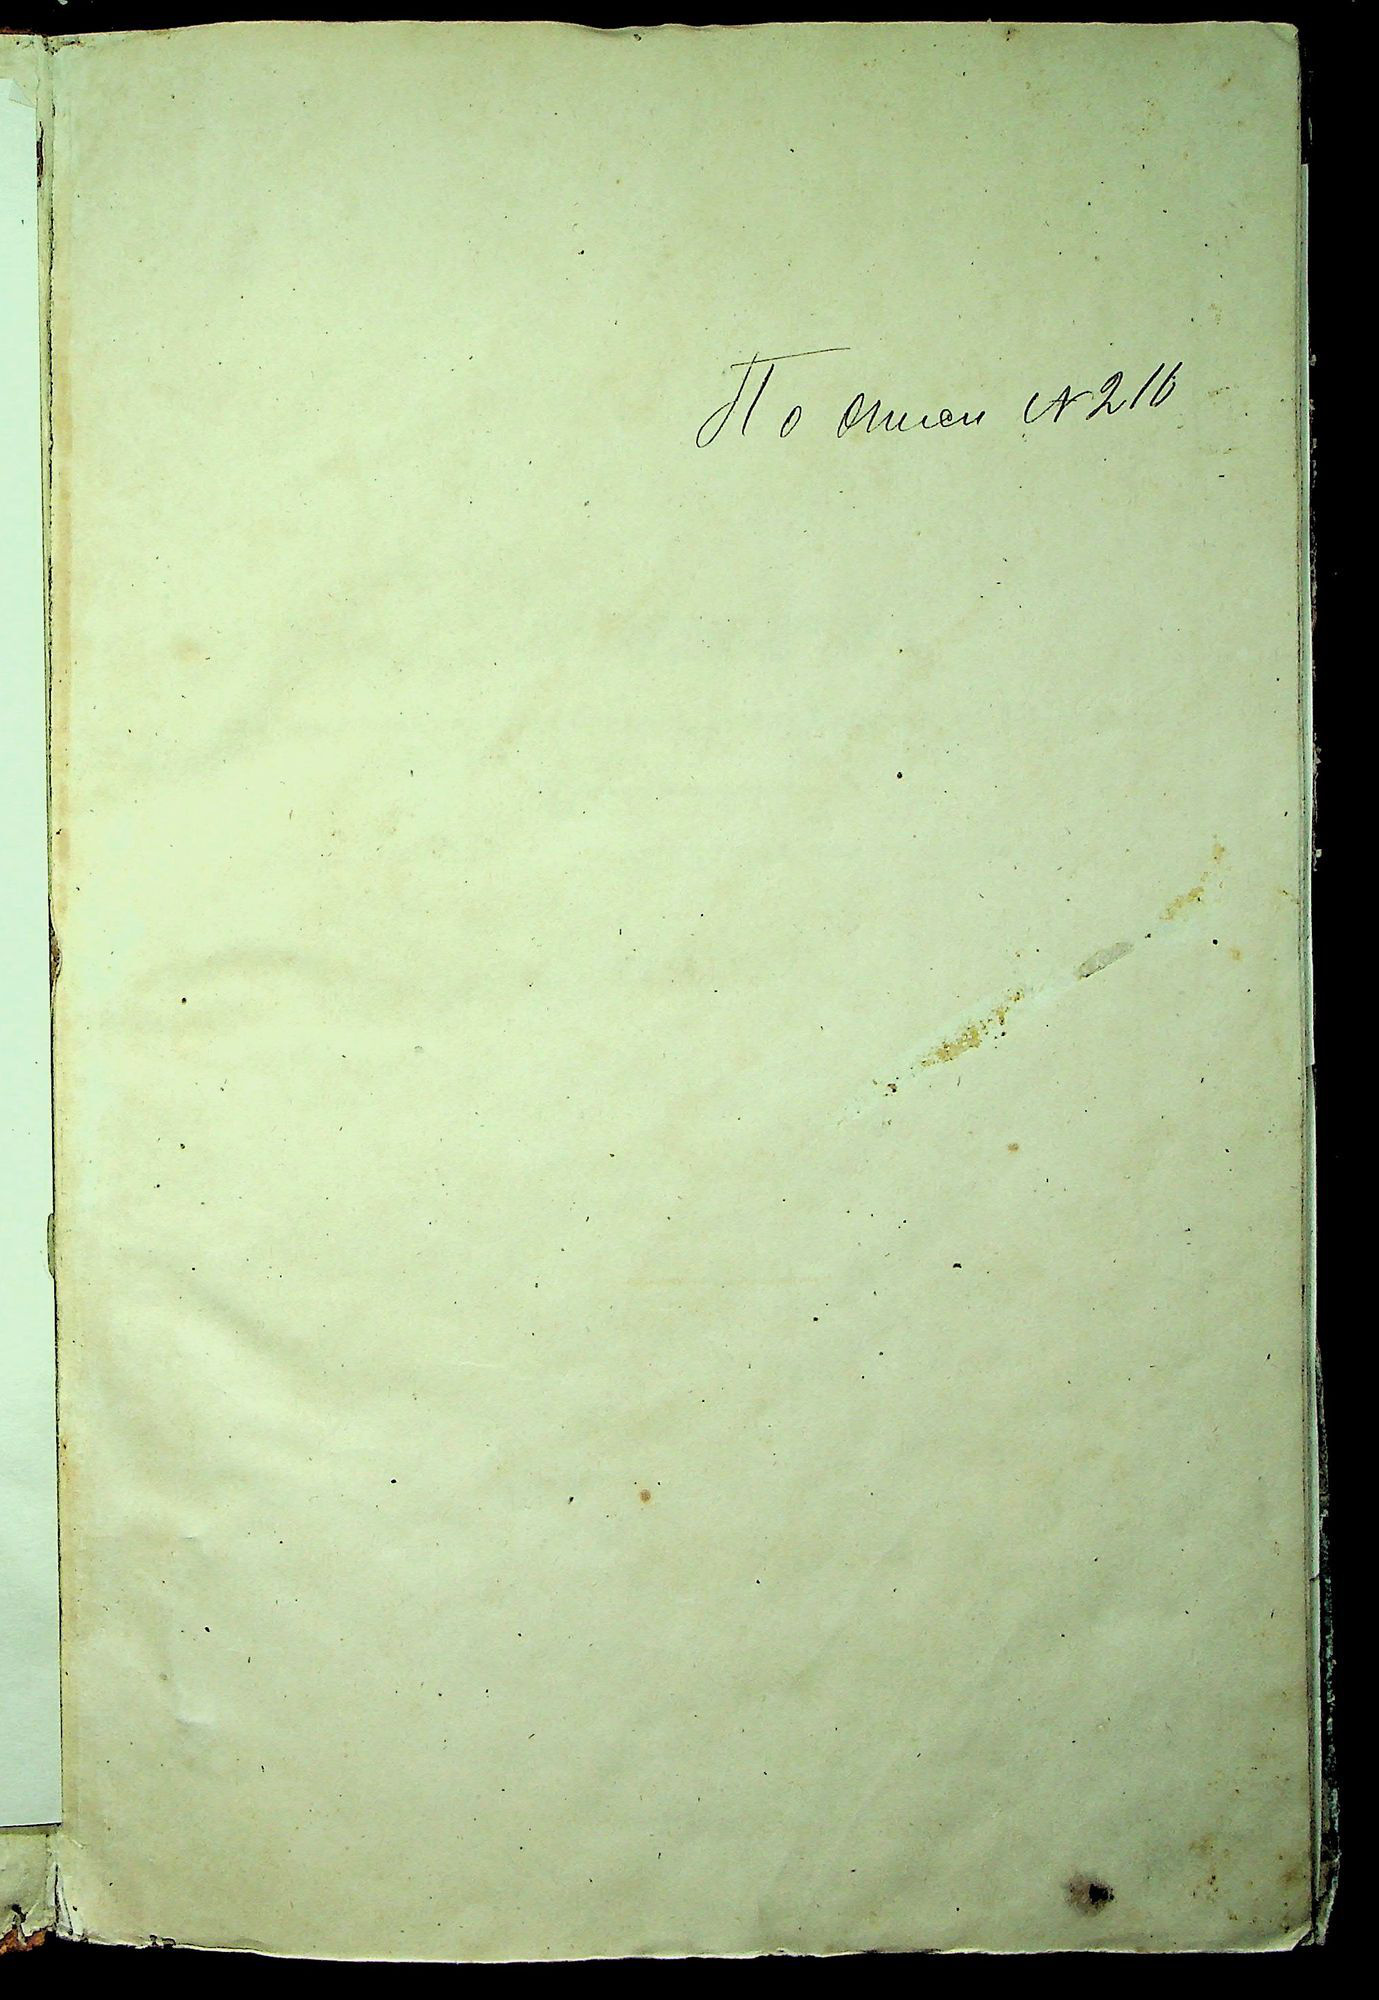 По описи № 216